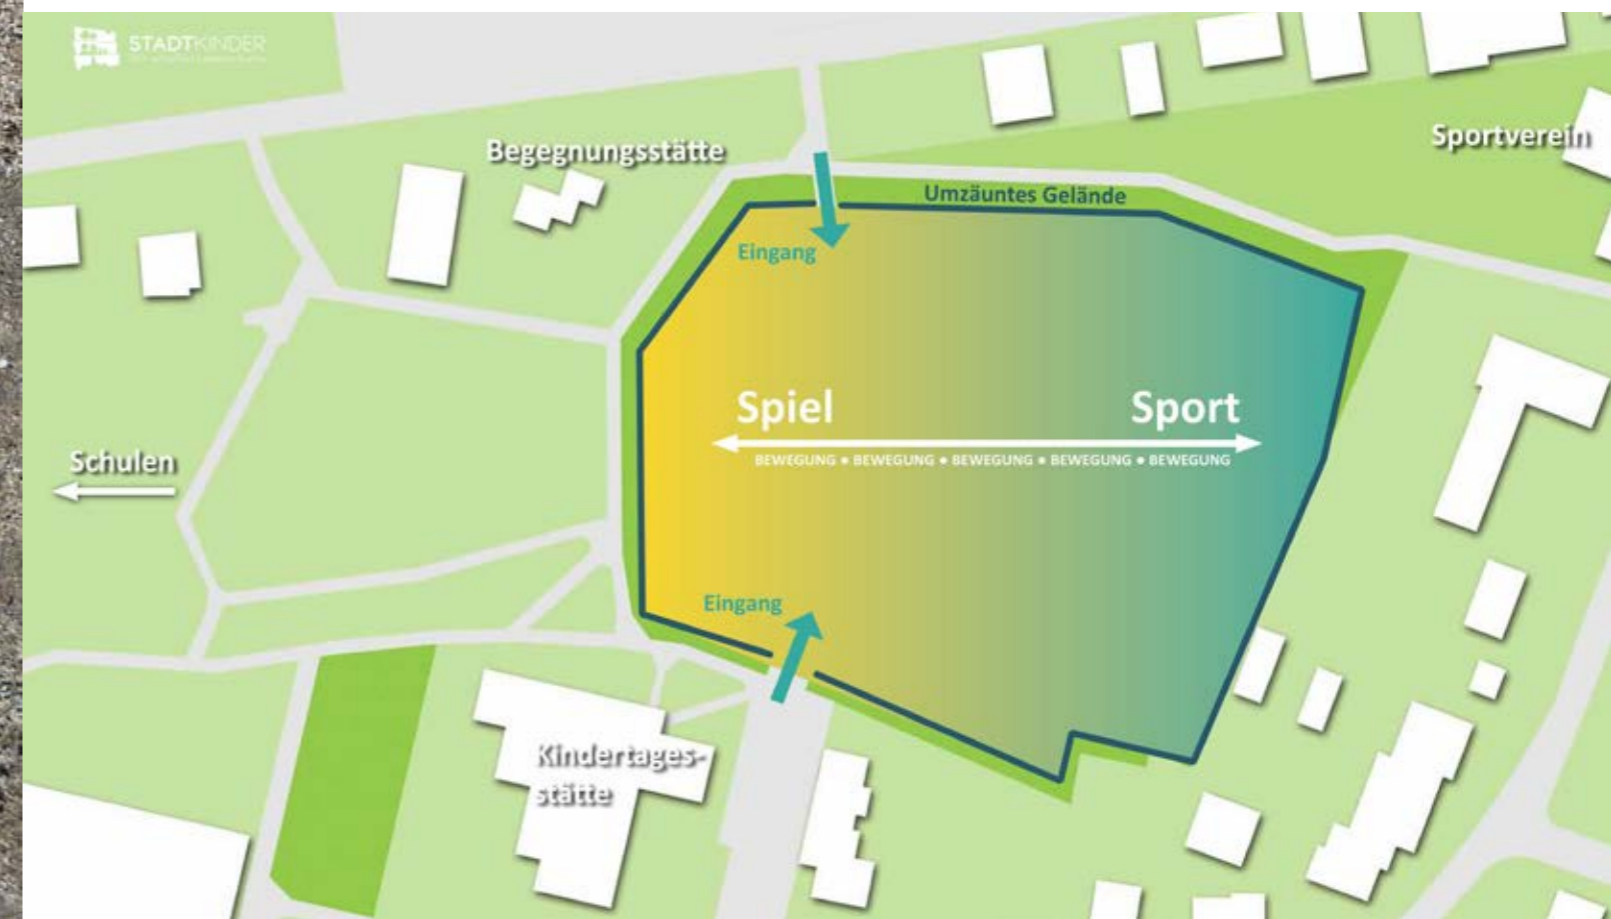 STADTKINDER
Begegnungsstätte
Sportverein
Umzäuntes Gelände
Eingang
Spiel
Sport
BEWEGUNG • BEWEGUNG • BEWEGUNG • BEWEGUNG • BEWEGUNG
Schulen
Eingang
Kindertages-
stätte